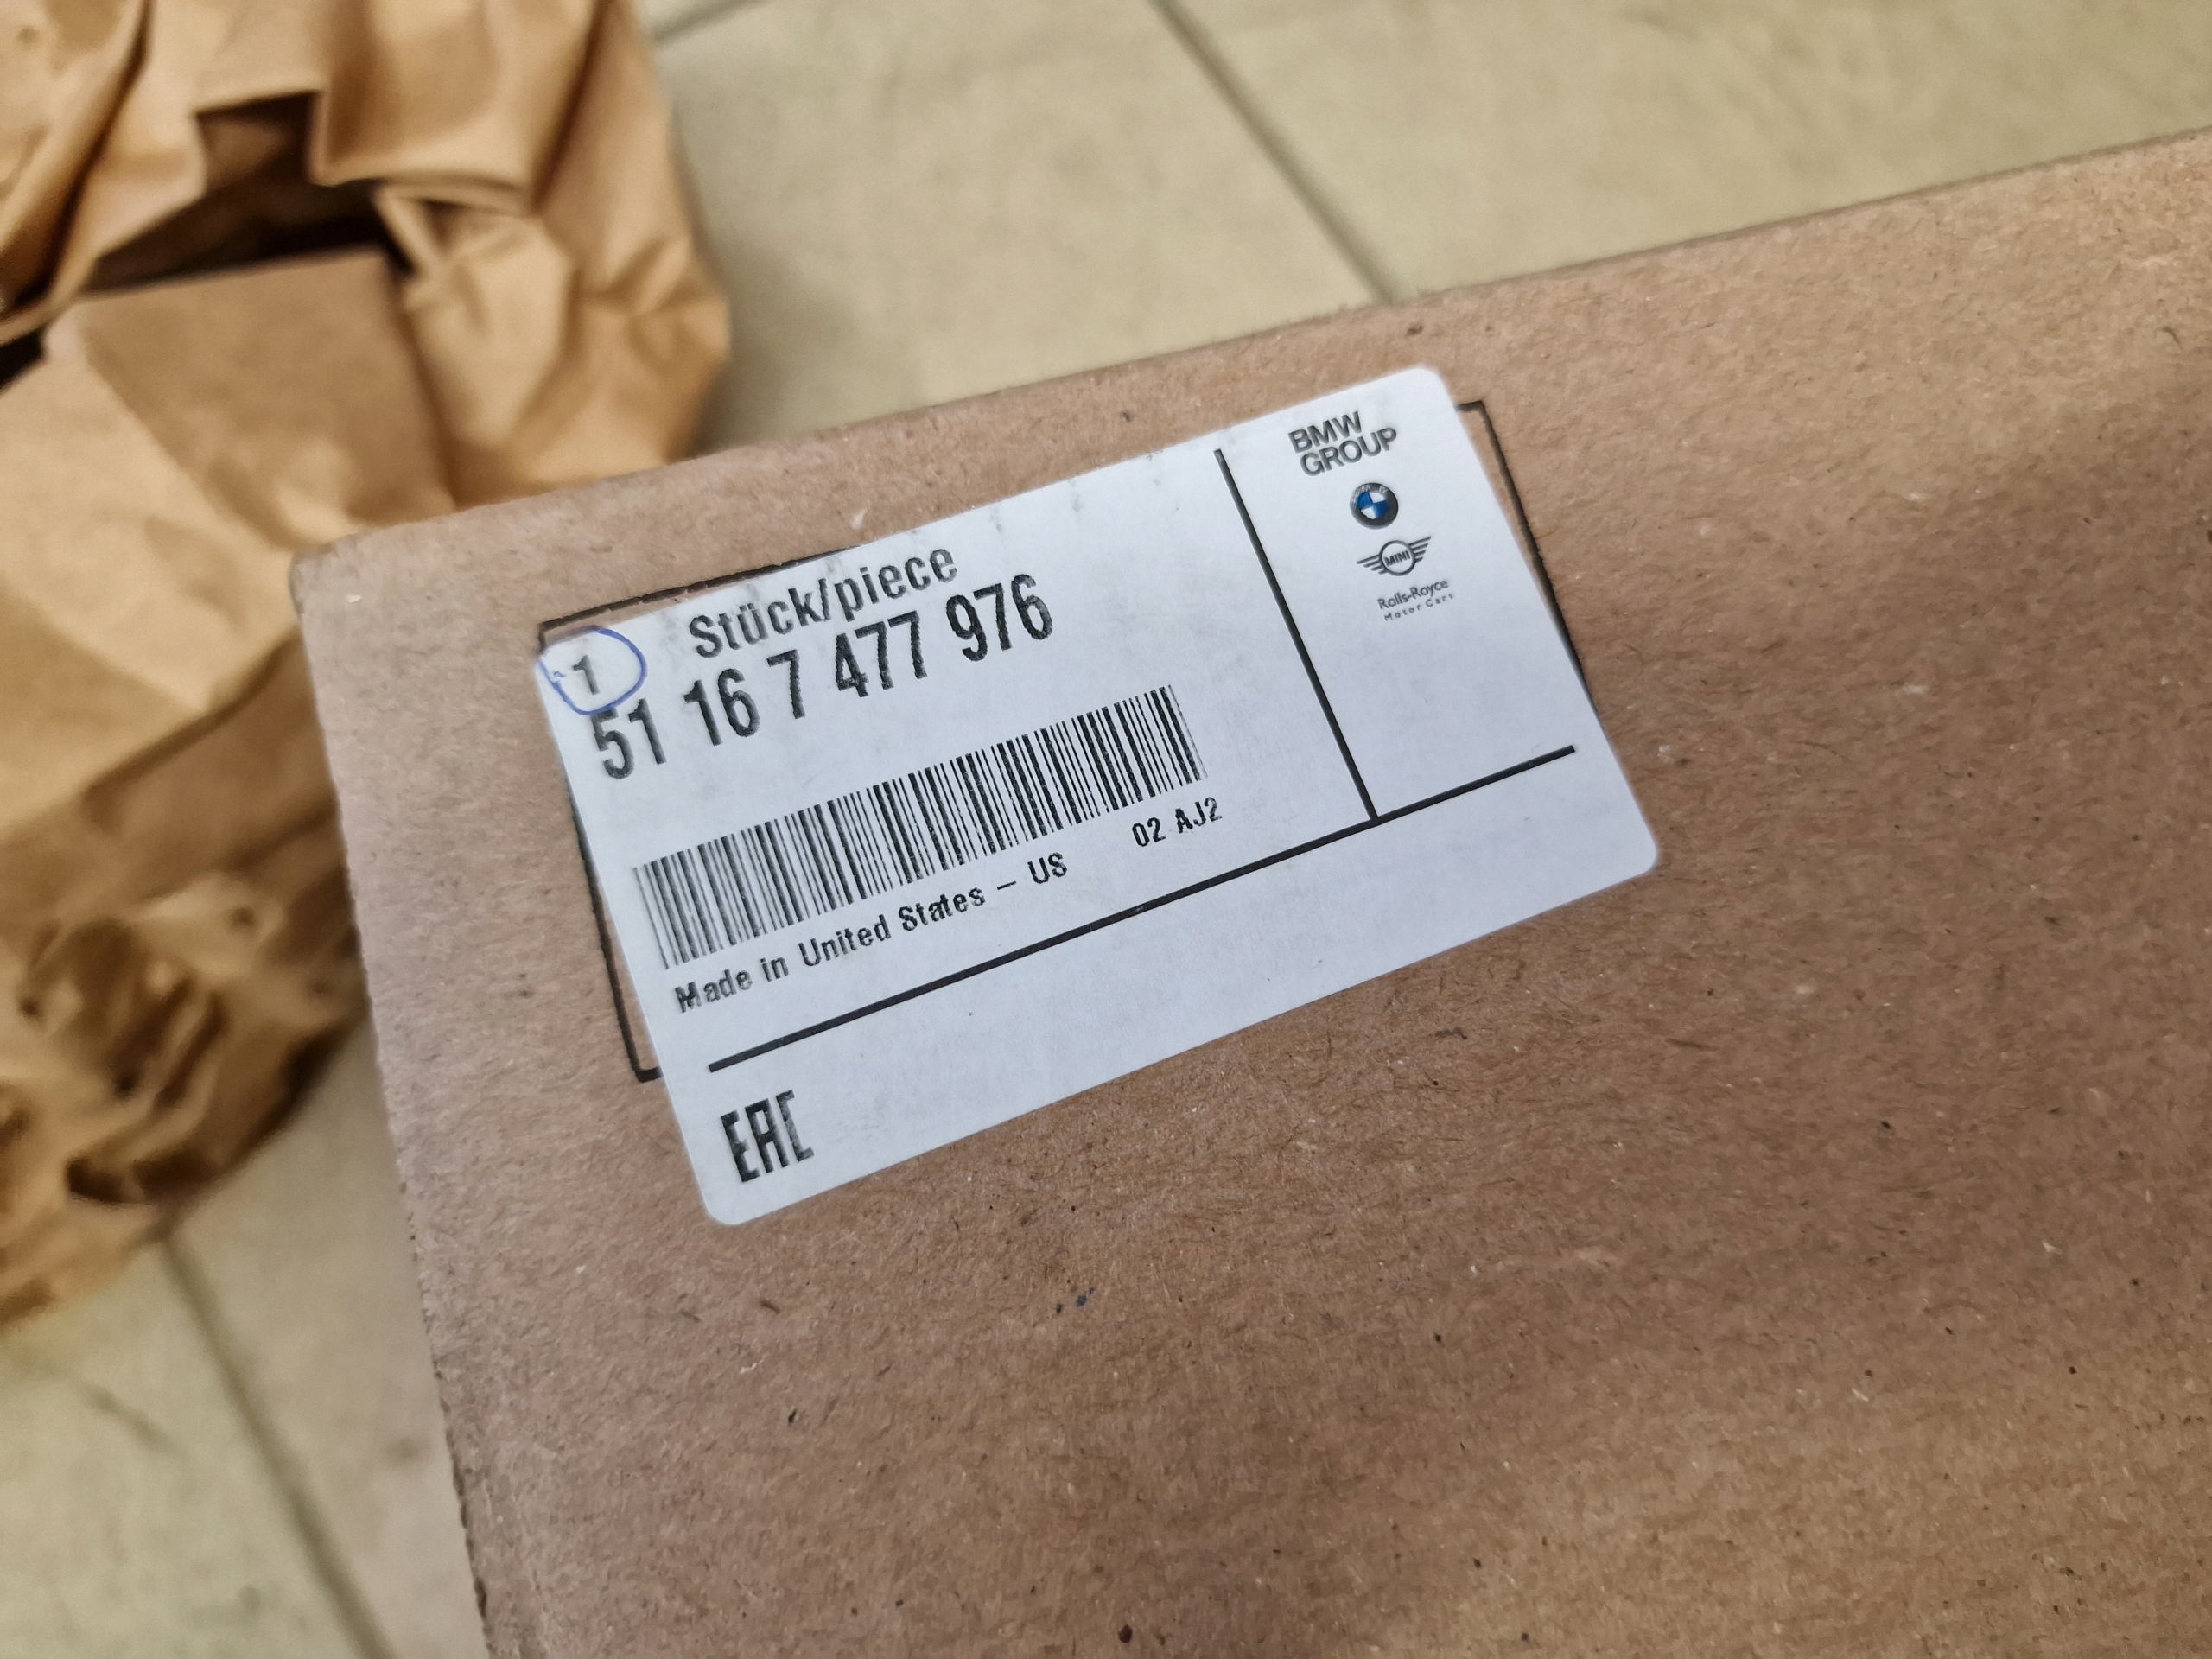 1 Stück/piece
51 16 7 477 976
Made in United States - US 02 AJ2
EAC
BMW
GROUP
MINI
Rolls-Royce
Motor Cars